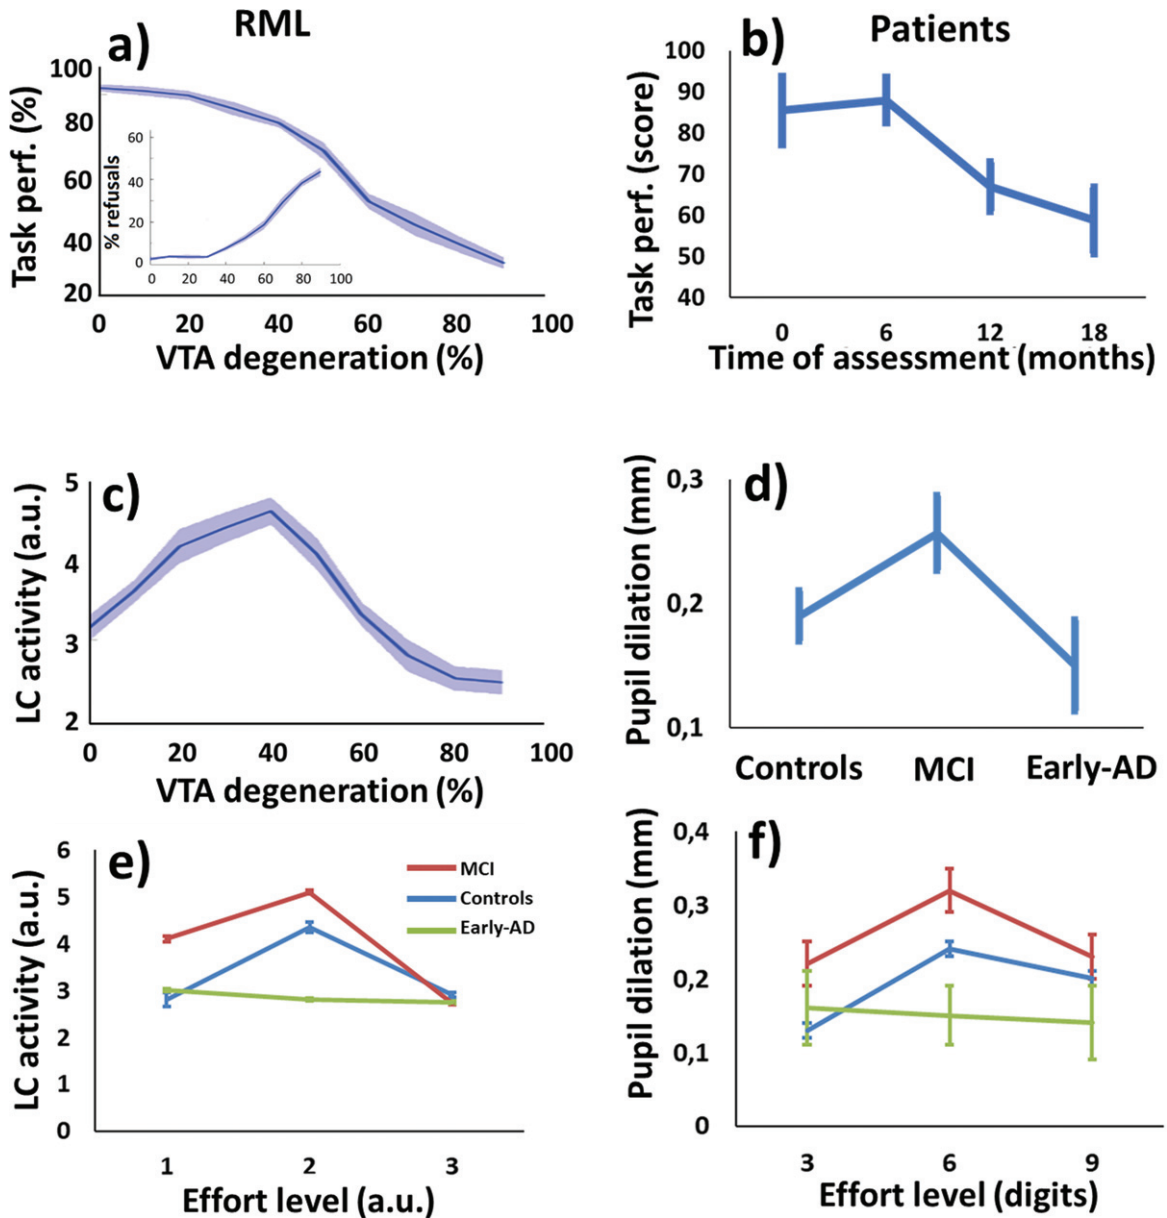 RML
Patients
a)
Task perf. (%)
100
80
60
40
20
% refusals
60
40
20
0
0 20 40 60 80 100
0 20 40 60 80 100
VTA degeneration (%)
b)
Task perf. (score)
100
90
80
70
60
50
40
0 6 12 18
Time of assessment (months)
c)
LC activity (a.u.)
5
4
3
2
0 20 40 60 80 100
VTA degeneration (%)
d)
Pupil dilation (mm)
0,3
0,2
0,1
Controls MCI Early-AD
e)
LC activity (a.u.)
6
5
4
3
2
1
0
MCI
Controls
Early-AD
1 2 3
Effort level (a.u.)
f)
Pupil dilation (mm)
0,4
0,3
0,2
0,1
0
3 6 9
Effort level (digits)